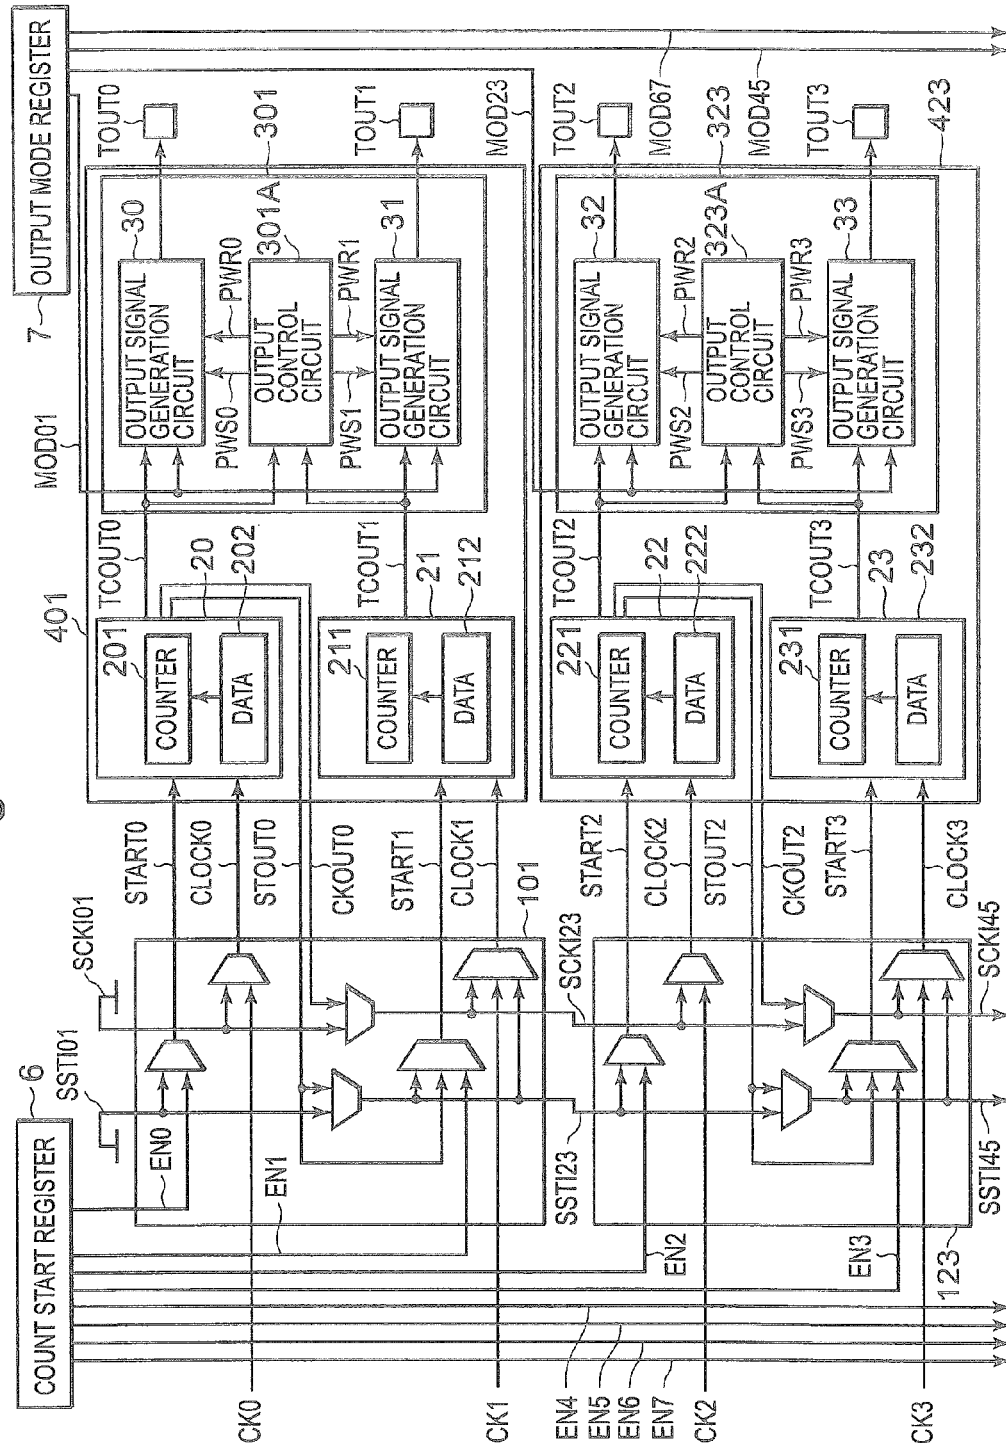 COUNT START REGISTER
6
SSTI01
SCKI01
EN0
EN1
EN2
EN3
EN4
EN5
EN6
EN7
CK0
CK1
CK2
CK3
START0
CLOCK0
STOUT0
CKOUT0
START1
CLOCK1
101
SSTI23
SCKI23
START2
CLOCK2
STOUT2
CKOUT2
START3
CLOCK3
123
SSTI45
SCKI45
401
201
COUNTER
DATA
20
202
TCOUT0
211
COUNTER
DATA
21
212
TCOUT1
221
COUNTER
DATA
22
222
TCOUT2
231
COUNTER
DATA
23
232
TCOUT3
7
OUTPUT MODE REGISTER
MOD01
30
OUTPUT SIGNAL
GENERATION
CIRCUIT
PWS0
PWR0
301A
OUTPUT
CONTROL
CIRCUIT
PWS1
PWR1
31
OUTPUT SIGNAL
GENERATION
CIRCUIT
301
TOUT0
TOUT1
MOD23
32
OUTPUT SIGNAL
GENERATION
CIRCUIT
PWS2
PWR2
323A
OUTPUT
CONTROL
CIRCUIT
PWS3
PWR3
33
OUTPUT SIGNAL
GENERATION
CIRCUIT
323
TOUT2
MOD67
MOD45
TOUT3
423